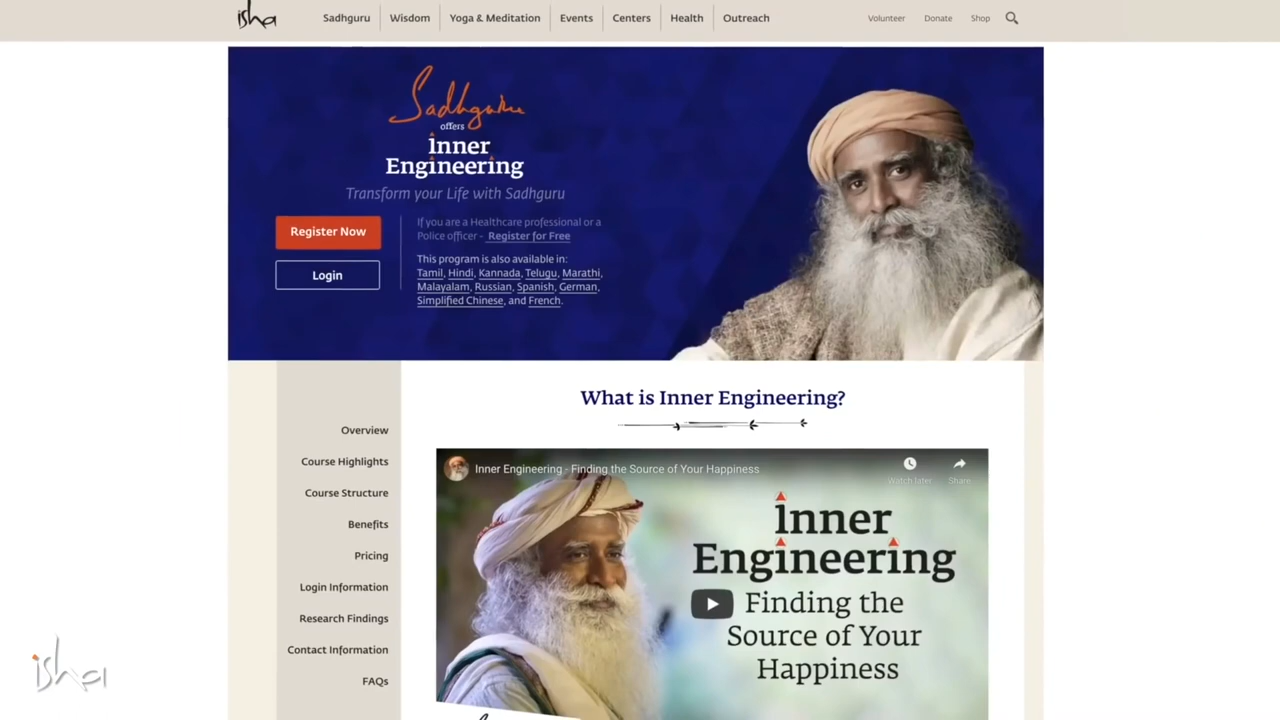 isha
Sadhguru
Wisdom
Yoga & Meditation
Events
Centers
Health
Outreach
Volunteer
Donate
Shop
Sadhguru
offers
Inner
Engineering
Transform your Life with Sadhguru
Register Now
Login
If you are a Healthcare professional or a
Police officer - Register for Free
This program is also available in:
Tamil, Hindi, Kannada, Telugu, Marathi,
Malayalam, Russian, Spanish, German,
Simplified Chinese, and French.
Overview
Course Highlights
Course Structure
Benefits
Pricing
Login Information
Research Findings
Contact Information
FAQs
What is Inner Engineering?
Inner Engineering - Finding the Source of Your Happiness
Watch later
Share
Inner
Engineering
Finding the
Source of Your
Happiness
isha